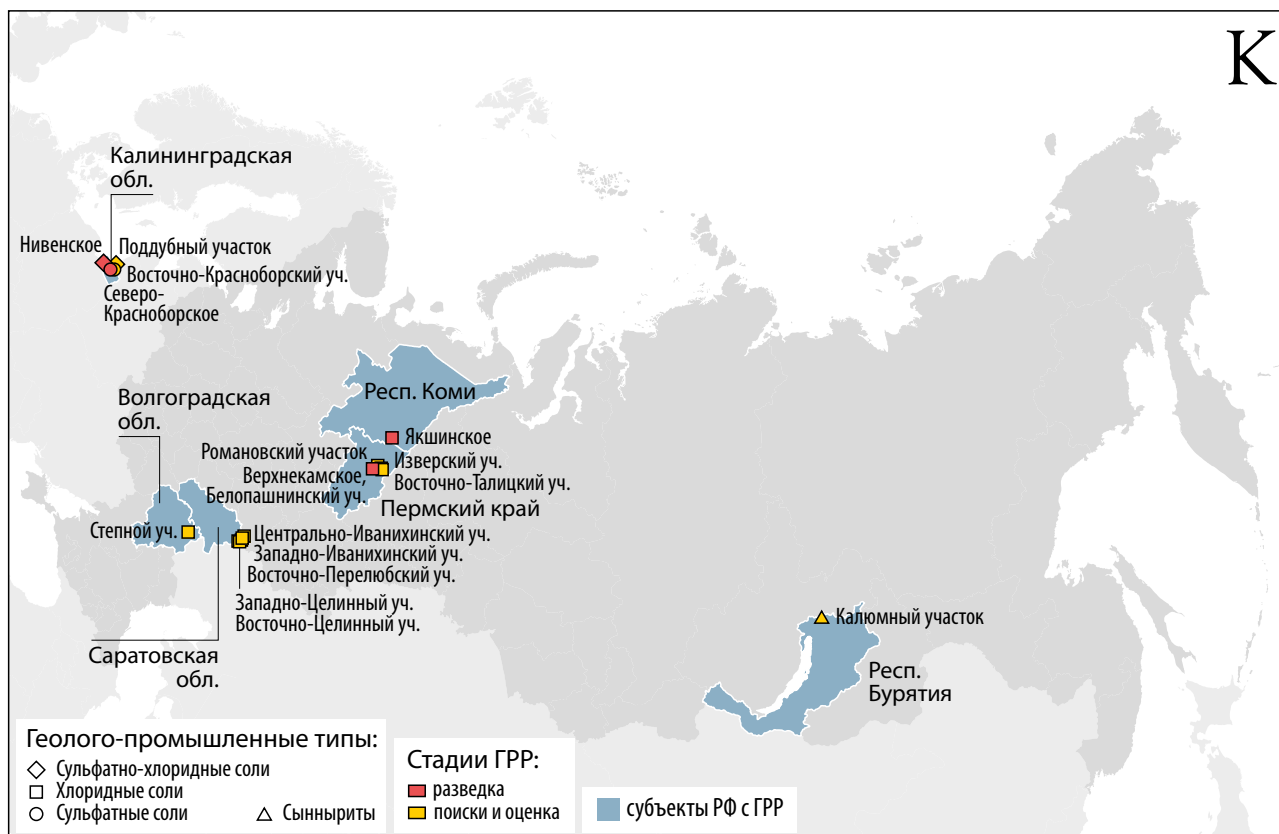 К
Калининградская
обл.
Нивенское
Поддубный участок
Восточно-Красноборский уч.
Северо-
Красноборское
Респ. Коми
Волгоградская
обл.
Якшинское
Романовский участок
Изверский уч.
Верхнекамское,
Белопашнинский уч.
Восточно-Талицкий уч.
Пермский край
Степной уч.
Центрально-Иванихинский уч.
Западно-Иванихинский уч.
Восточно-Перелюбский уч.
Западно-Целинный уч.
Восточно-Целинный уч.
Калюмный участок
Саратовская
обл.
Респ.
Бурятия
Геолого-промышленные типы:
Сульфатно-хлоридные соли
Хлоридные соли
Сульфатные соли
Сынныриты
Стадии ГРР:
разведка
поиски и оценка
субъекты РФ с ГРР